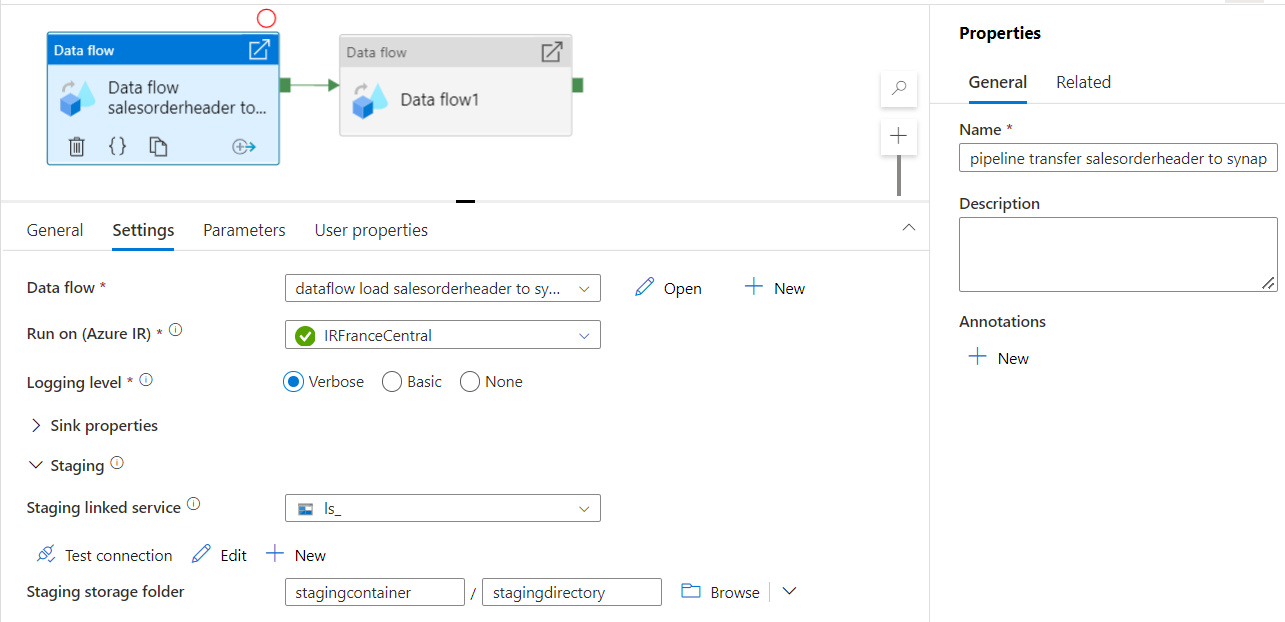 Data flow
Data flow
salesorderheader to...
{}
Data flow
Data flow1
General
Settings
Parameters
User properties
Data flow *
dataflow load salesorderheader to sy...
Open
New
Run on (Azure IR) *
IRFranceCentral
Logging level *
Verbose
Basic
None
Sink properties
Staging
Staging linked service
ls_
Test connection
Edit
New
Staging storage folder
stagingcontainer
/
stagingdirectory
Browse
Properties
General
Related
Name *
pipeline transfer salesorderheader to synap
Description
Annotations
New